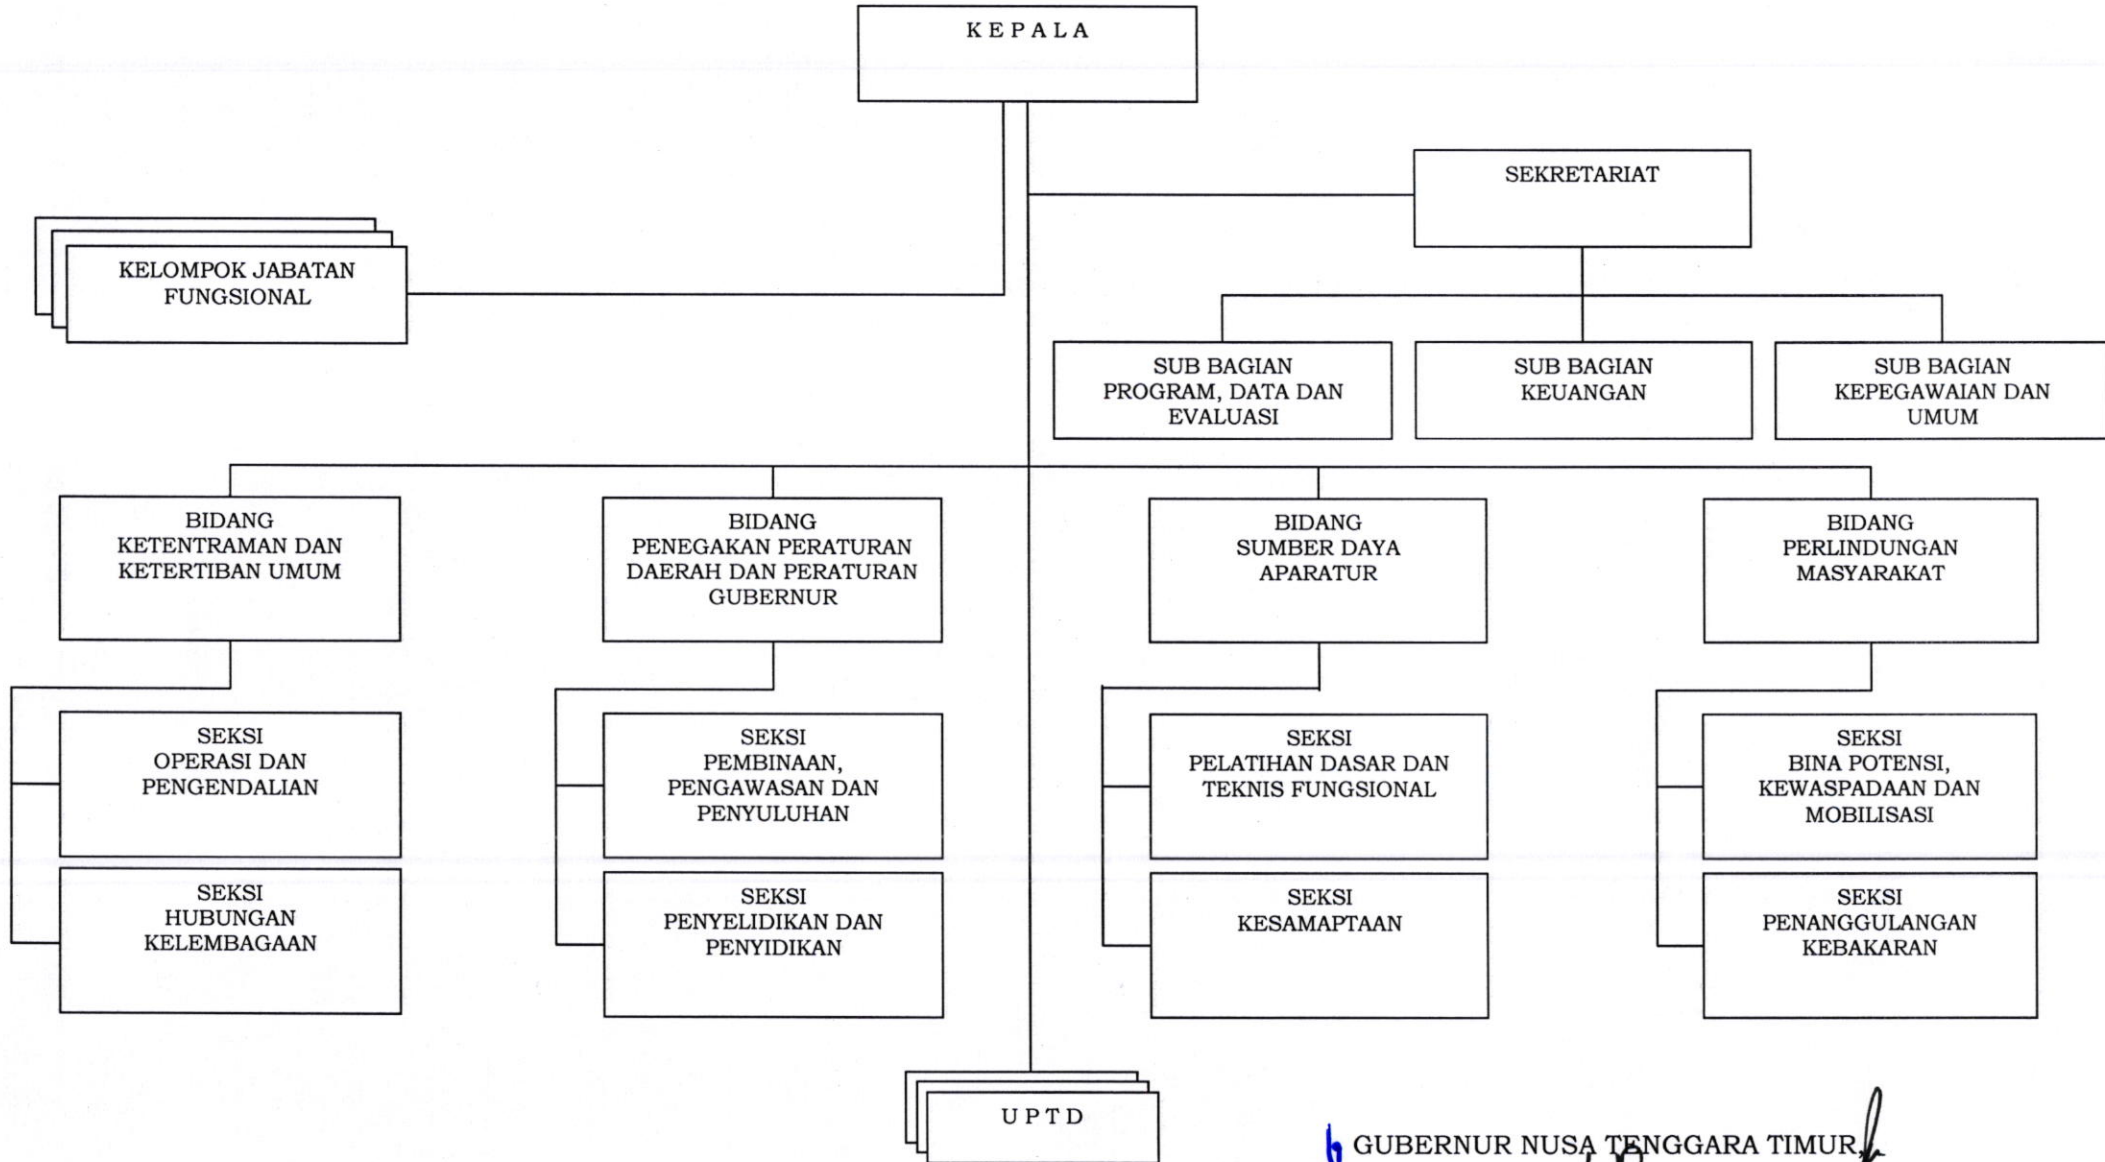 K E P A L A
SEKRETARIAT
KELOMPOK JABATAN
FUNGSIONAL
SUB BAGIAN
PROGRAM, DATA DAN
EVALUASI
SUB BAGIAN
KEUANGAN
SUB BAGIAN
KEPEGAWAIAN DAN
UMUM
BIDANG
KETENTRAMAN DAN
KETERTIBAN UMUM
BIDANG
PENEGAKAN PERATURAN
DAERAH DAN PERATURAN
GUBERNUR
BIDANG
SUMBER DAYA
APARATUR
BIDANG
PERLINDUNGAN
MASYARAKAT
SEKSI
OPERASI DAN
PENGENDALIAN
SEKSI
PEMBINAAN,
PENGAWASAN DAN
PENYULUHAN
SEKSI
PELATIHAN DASAR DAN
TEKNIS FUNGSIONAL
SEKSI
BINA POTENSI,
KEWASPADAAN DAN
MOBILISASI
SEKSI
HUBUNGAN
KELEMBAGAAN
SEKSI
PENYELIDIKAN DAN
PENYIDIKAN
SEKSI
KESAMAPTAAN
SEKSI
PENANGGULANGAN
KEBAKARAN
U P T D
GUBERNUR NUSA TENGGARA TIMUR,